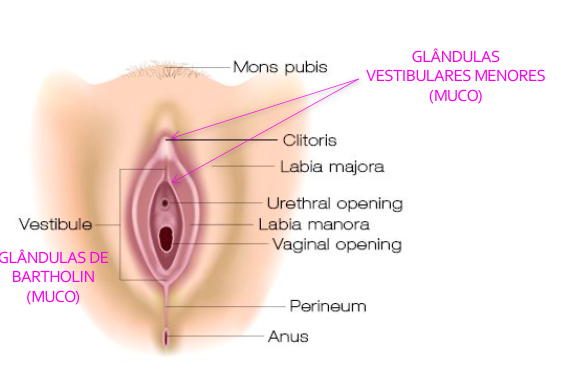 Mons pubis
GLÂNDULAS
VESTIBULARES MENORES
(MUCO)
Clitoris
Labia majora
Urethral opening
Vestibule
Labia manora
Vaginal opening
GLÂNDULAS DE
BARTHOLIN
(MUCO)
Perineum
Anus